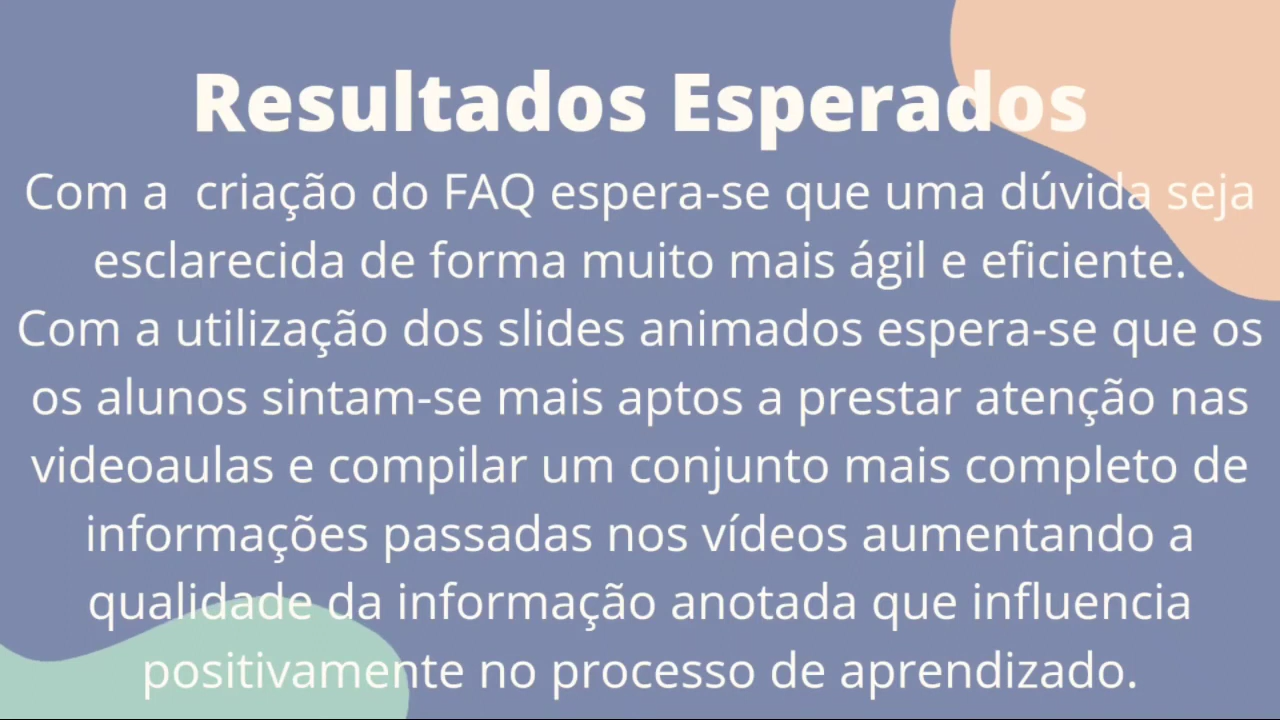 Resultados Esperados
Com a  criação do FAQ espera-se que uma dúvida seja
esclarecida de forma muito mais ágil e eficiente.
Com a utilização dos slides animados espera-se que os
os alunos sintam-se mais aptos a prestar atenção nas
videoaulas e compilar um conjunto mais completo de
informações passadas nos vídeos aumentando a
qualidade da informação anotada que influencia
positivamente no processo de aprendizado.